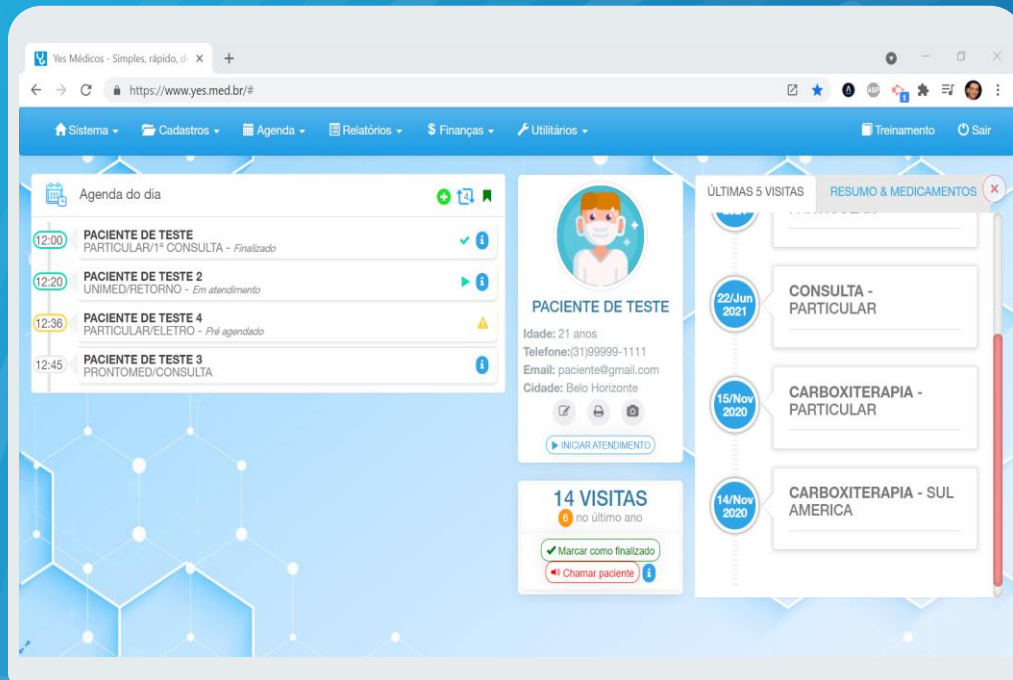 Yes Médicos - Simples, rápido, d
https://www.yes.med.br/#
ABP
1
Sistema
Cadastros
Agenda
Relatórios
$ Finanças
Utilitários
Treinamento
Sair
Agenda do dia
4
12:00
PACIENTE DE TESTE
PARTICULAR/1ª CONSULTA - Finalizado
12:20
PACIENTE DE TESTE 2
UNIMED/RETORNO - Em atendimento
12:36
PACIENTE DE TESTE 4
PARTICULAR/ELETRO - Pré agendado
12:45
PACIENTE DE TESTE 3
PRONTOMED/CONSULTA
PACIENTE DE TESTE
Idade: 21 anos
Telefone:(31)99999-1111
Email: paciente@gmail.com
Cidade: Belo Horizonte
INICIAR ATENDIMENTO
14 VISITAS
6 no último ano
Marcar como finalizado
Chamar paciente
ÚLTIMAS 5 VISITAS
RESUMO & MEDICAMENTOS
22/Jun
2021
CONSULTA -
PARTICULAR
15/Nov
2020
CARBOXITERAPIA -
PARTICULAR
14/Nov
2020
CARBOXITERAPIA - SUL
AMERICA